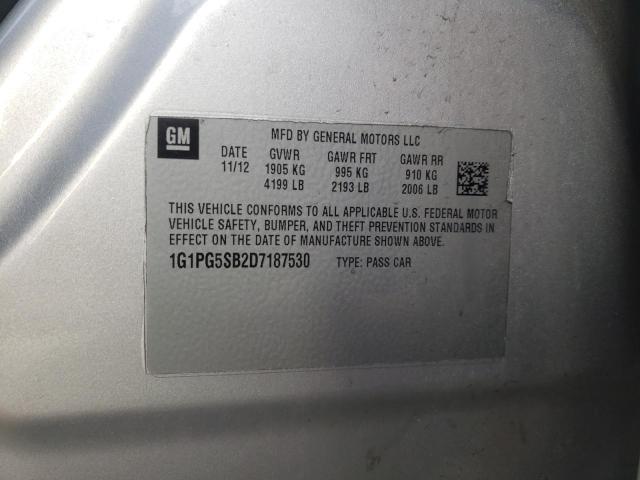 GM
MFD BY GENERAL MOTORS LLC
DATE GVWR GAWR FRT GAWR RR
11/12 1905 KG 995 KG 910 KG
4199 LB 2193 LB 2006 LB
THIS VEHICLE CONFORMS TO ALL APPLICABLE U.S. FEDERAL MOTOR
VEHICLE SAFETY, BUMPER, AND THEFT PREVENTION STANDARDS IN
EFFECT ON THE DATE OF MANUFACTURE SHOWN ABOVE.
1G1PG5SB2D7187530 TYPE: PASS CAR